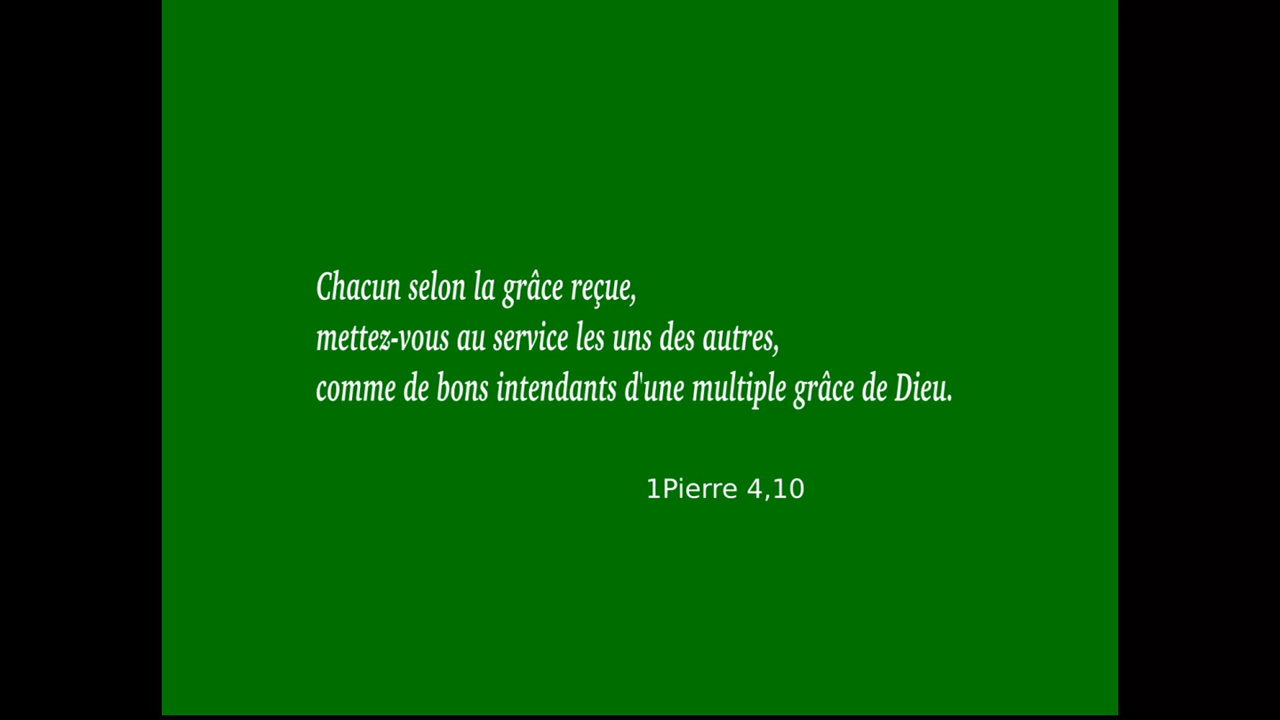 Chacun selon la grâce reçue,
mettez-vous au service les uns des autres,
comme de bons intendants d'une multiple grâce de Dieu.
1Pierre 4,10